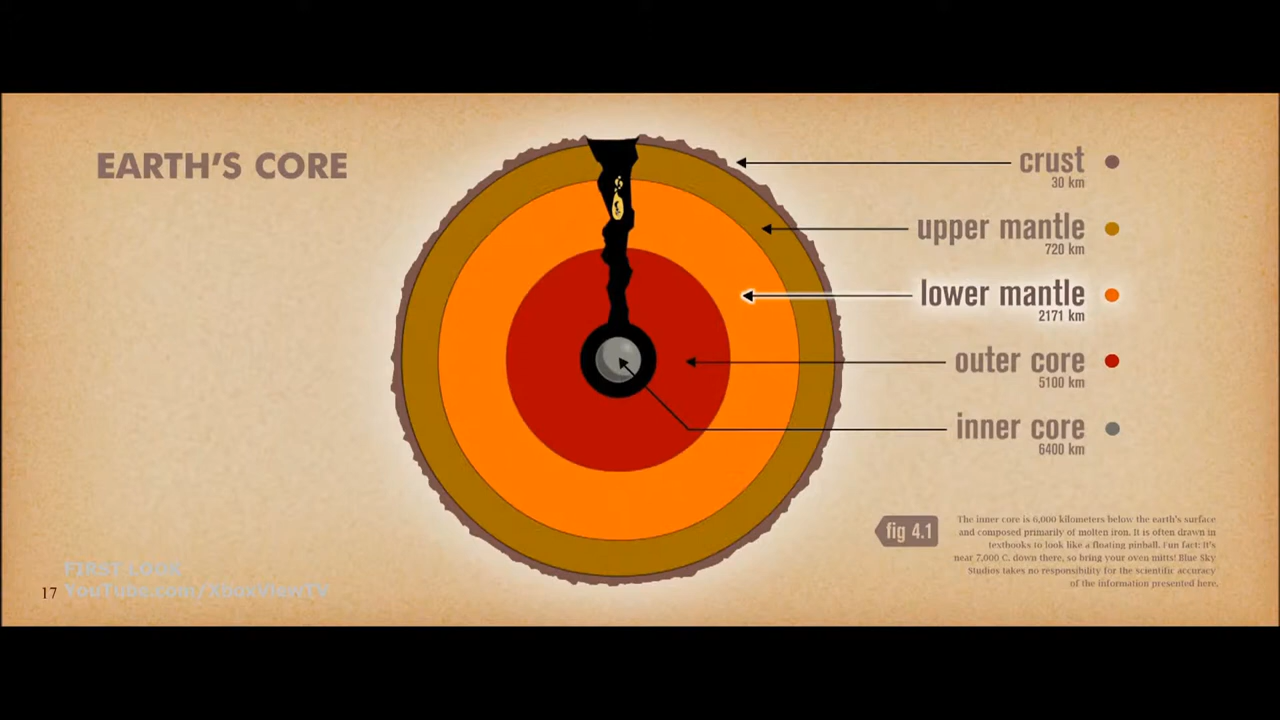 EARTH'S CORE
crust
30 km
upper mantle
720 km
lower mantle
2171 km
outer core
5100 km
inner core
6400 km
fig 4.1
The inner core is 6,000 kilometers below the earth's surface
and composed primarily of molten iron. It is often drawn in
textbooks to look like a floating pinball. Fun fact: It's
near 7,000 C. down there, so bring your oven mitts! Blue Sky
Studios takes no responsibility for the scientific accuracy
of the information presented here.
FIRST LOOK
17 YouTube.com/XboxViewTV